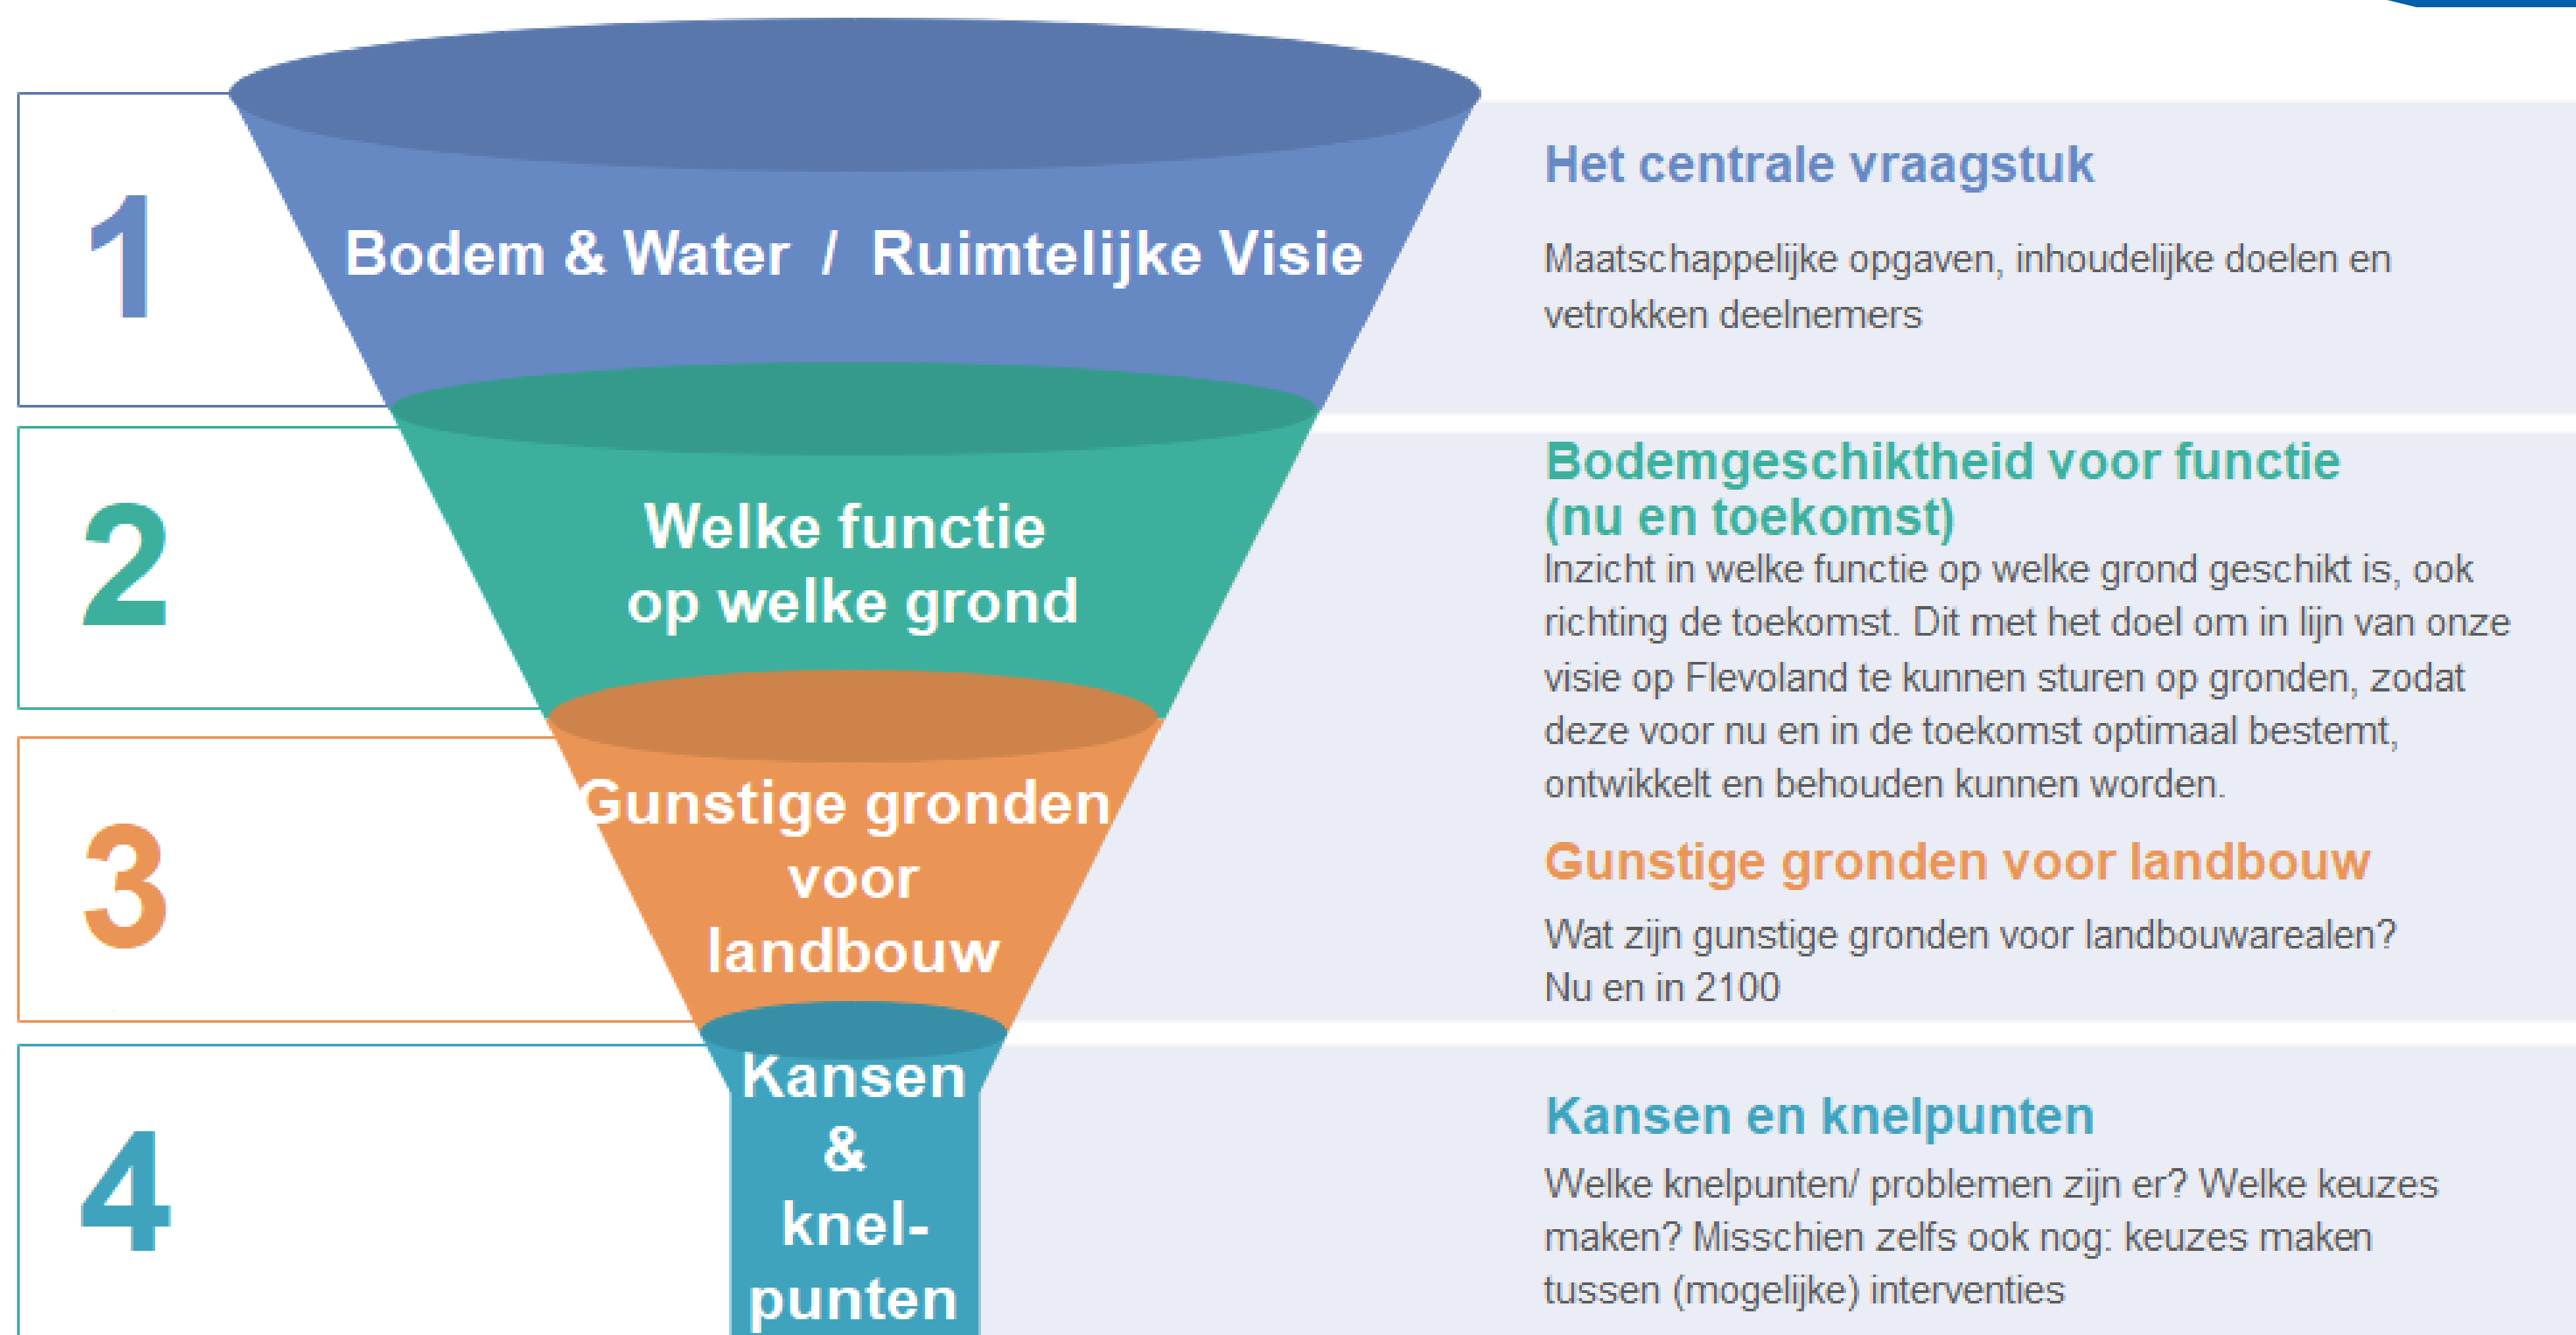 1
Bodem & Water / Ruimtelijke Visie
Het centrale vraagstuk
Maatschappelijke opgaven, inhoudelijke doelen en
vetrokken deelnemers
2
Welke functie
op welke grond
Bodemgeschiktheid voor functie
(nu en toekomst)
Inzicht in welke functie op welke grond geschikt is, ook
richting de toekomst. Dit met het doel om in lijn van onze
visie op Flevoland te kunnen sturen op gronden, zodat
deze voor nu en in de toekomst optimaal bestemt,
ontwikkelt en behouden kunnen worden.
3
Gunstige gronden
voor
landbouw
Gunstige gronden voor landbouw
Wat zijn gunstige gronden voor landbouwarealen?
Nu en in 2100
4
Kansen
&
knel-
punten
Kansen en knelpunten
Welke knelpunten/ problemen zijn er? Welke keuzes
maken? Misschien zelfs ook nog: keuzes maken
tussen (mogelijke) interventies